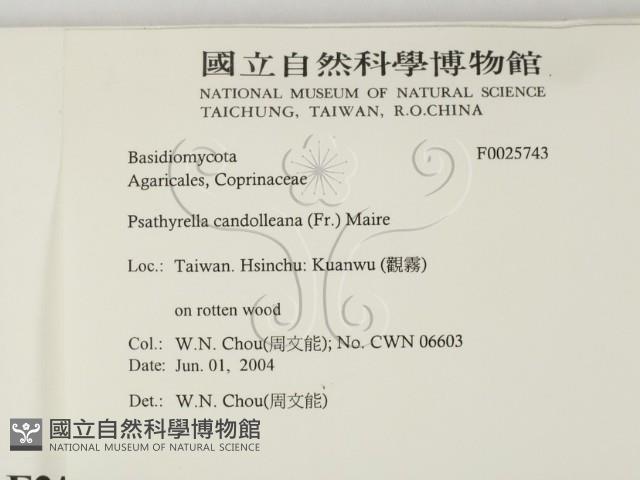 國立自然科學博物館
NATIONAL MUSEUM OF NATURAL SCIENCE
TAICHUNG, TAIWAN, R.O.CHINA
Basidiomycota F0025743
Agaricales, Coprinaceae
Psathyrella candolleana (Fr.) Maire
Loc.: Taiwan. Hsinchu: Kuanwu (觀霧)
on rotten wood
Col.: W.N. Chou(周文能); No. CWN 06603
Date: Jun. 01, 2004
Det.: W.N. Chou(周文能)
國立自然科學博物館
NATIONAL MUSEUM OF NATURAL SCIENCE